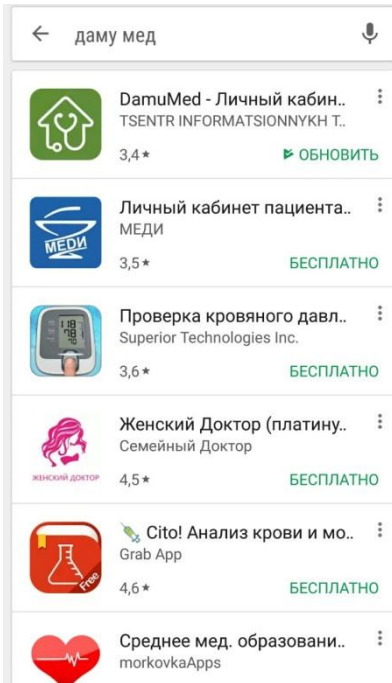 даму мед
DamuMed - Личный кабин..
TSENTR INFORMATSIONNYKH T..
3,4★
ОБНОВИТЬ
Личный кабинет пациента..
МЕДИ
МЕДИ
3,5★
БЕСПЛАТНО
Проверка кровяного давл..
Superior Technologies Inc.
3,6★
БЕСПЛАТНО
Женский Доктор (платину..
Семейный Доктор
ЖЕНСКИЙ ДОКТОР
4,5★
БЕСПЛАТНО
Cito! Анализ крови и мо..
Grab App
Free
4,6★
БЕСПЛАТНО
Среднее мед. образовани..
morkovkaApps